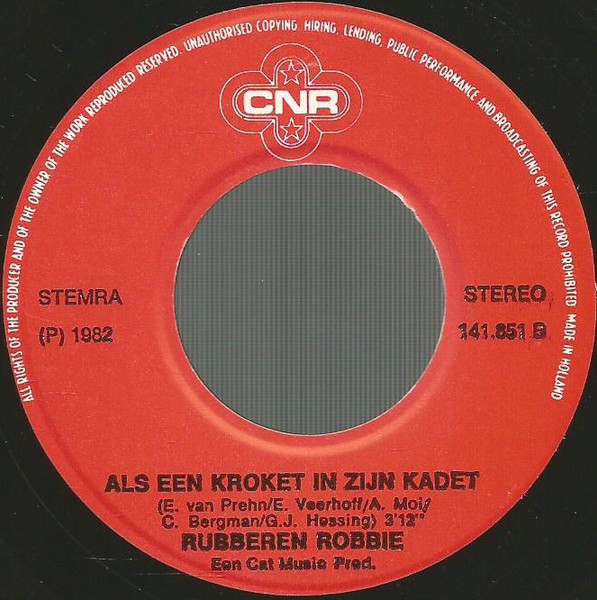 ALL RIGHTS OF THE PRODUCER AND OF THE OWNER OF THE WORK REPRODUCED RESERVED. UNAUTHORISED COPYING, HIRING, LENDING, PUBLIC PERFORMANCE AND BROADCASTING OF THIS RECORD PROHIBITED. MADE IN HOLLAND
CNR
STEMRA
(P) 1982
STEREO
141.851 B
ALS EEN KROKET IN ZIJN KADET
(E. van Prehn/E. Veerhoff/A. Moi/
C. Bergman/G.J. Hessing) 3'12"
RUBBEREN ROBBIE
Een Cat Music Prod.